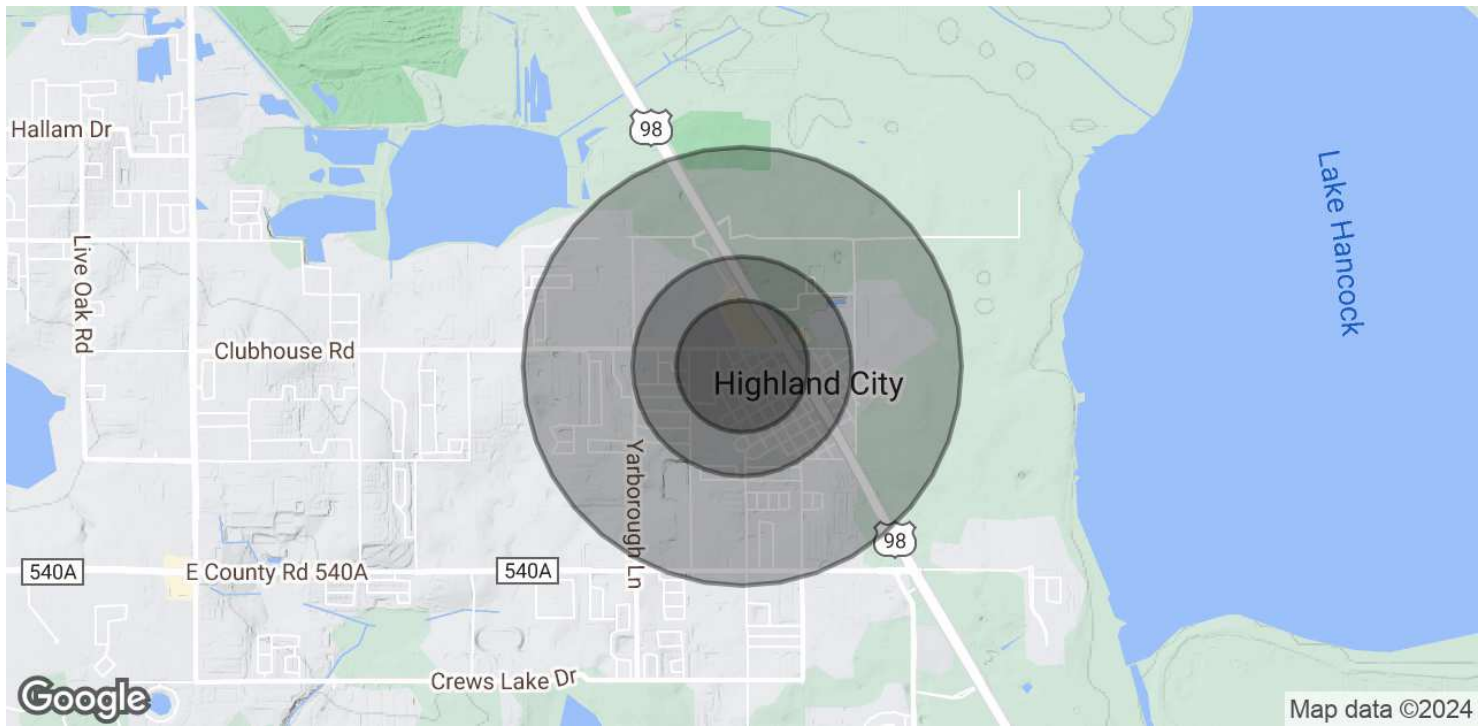 Hallam Dr
98
Live Oak Rd
Lake Hancock
Clubhouse Rd
Highland City
Yarborough Ln
98
540A
E County Rd 540A
540A
Crews Lake Dr
Google
Map data ©2024